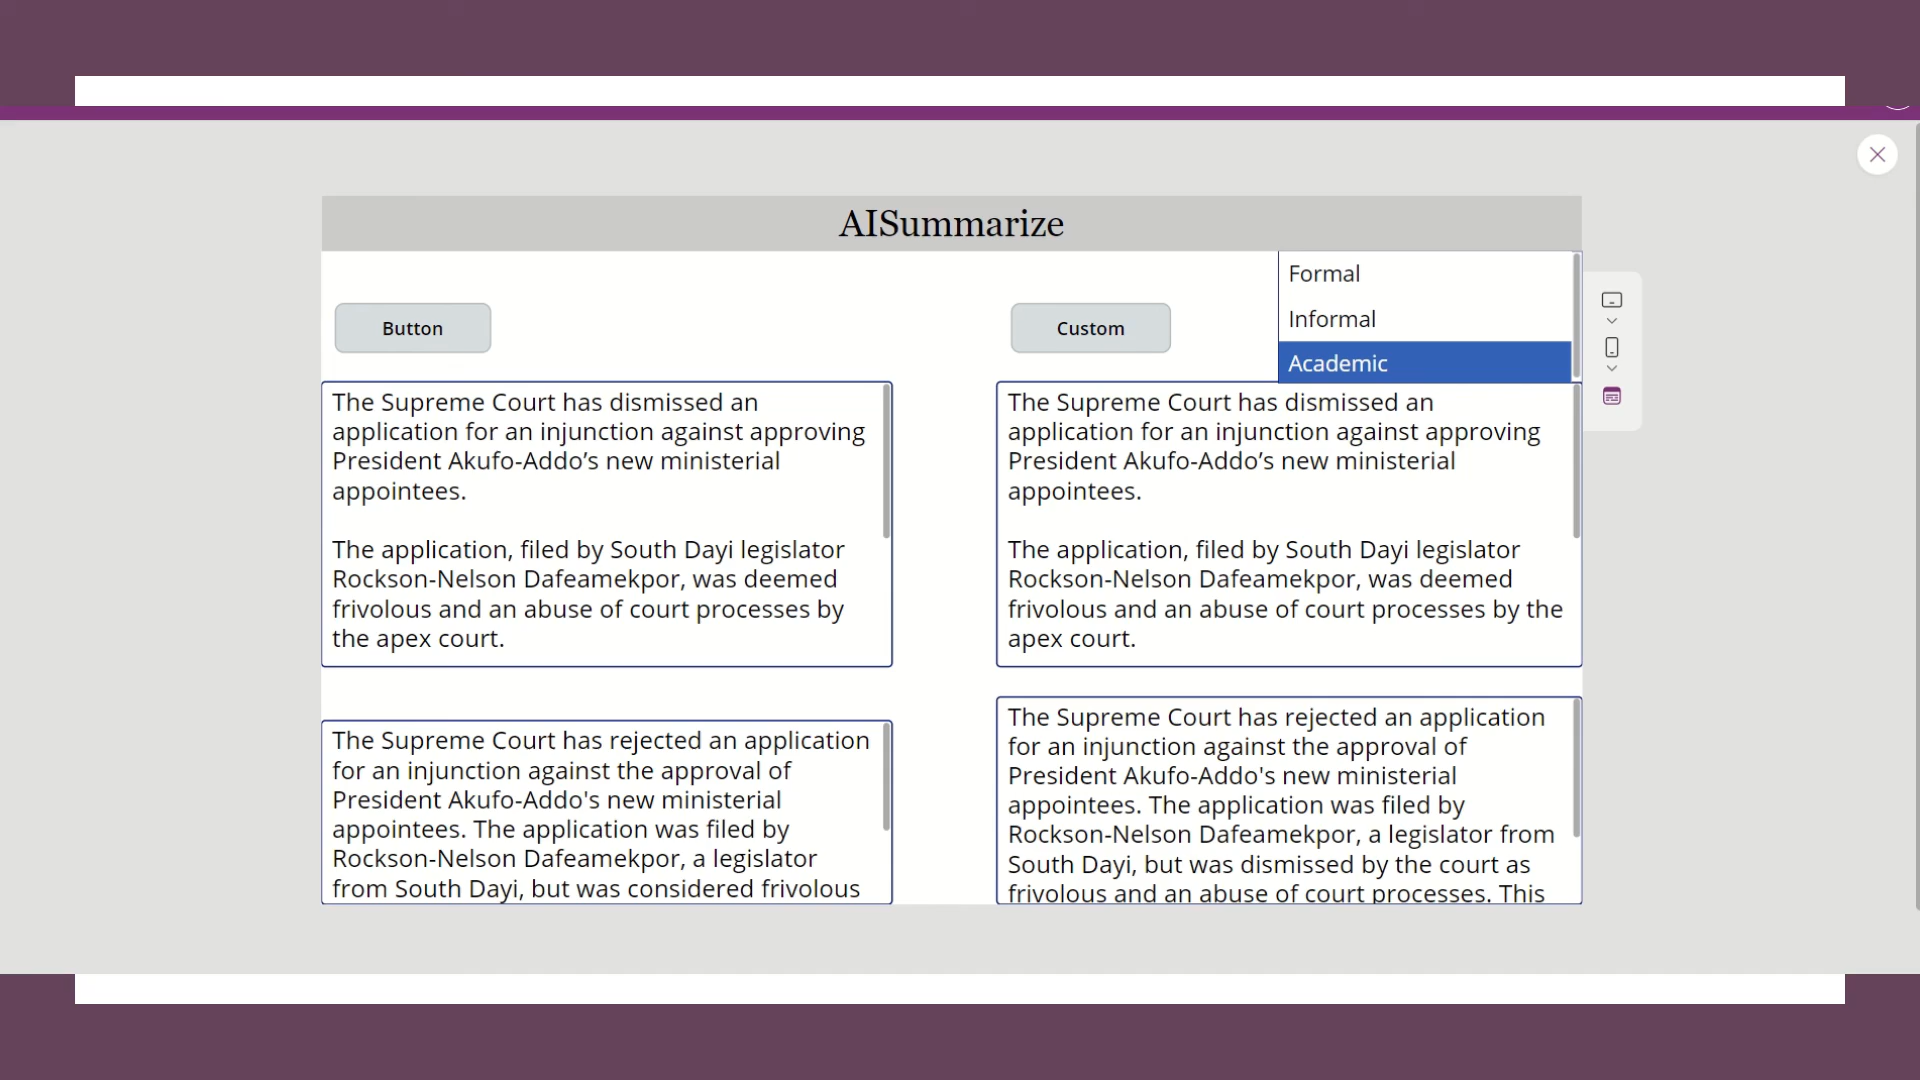 AISummarize
Formal
Informal
Academic
Button
Custom
The Supreme Court has dismissed an
application for an injunction against approving
President Akufo-Addo’s new ministerial
appointees.
The application, filed by South Dayi legislator
Rockson-Nelson Dafeamekpor, was deemed
frivolous and an abuse of court processes by
the apex court.
The Supreme Court has dismissed an
application for an injunction against approving
President Akufo-Addo’s new ministerial
appointees.
The application, filed by South Dayi legislator
Rockson-Nelson Dafeamekpor, was deemed
frivolous and an abuse of court processes by the
apex court.
The Supreme Court has rejected an application
for an injunction against the approval of
President Akufo-Addo's new ministerial
appointees. The application was filed by
Rockson-Nelson Dafeamekpor, a legislator
from South Dayi, but was considered frivolous
The Supreme Court has rejected an application
for an injunction against the approval of
President Akufo-Addo's new ministerial
appointees. The application was filed by
Rockson-Nelson Dafeamekpor, a legislator from
South Dayi, but was dismissed by the court as
frivolous and an abuse of court processes. This